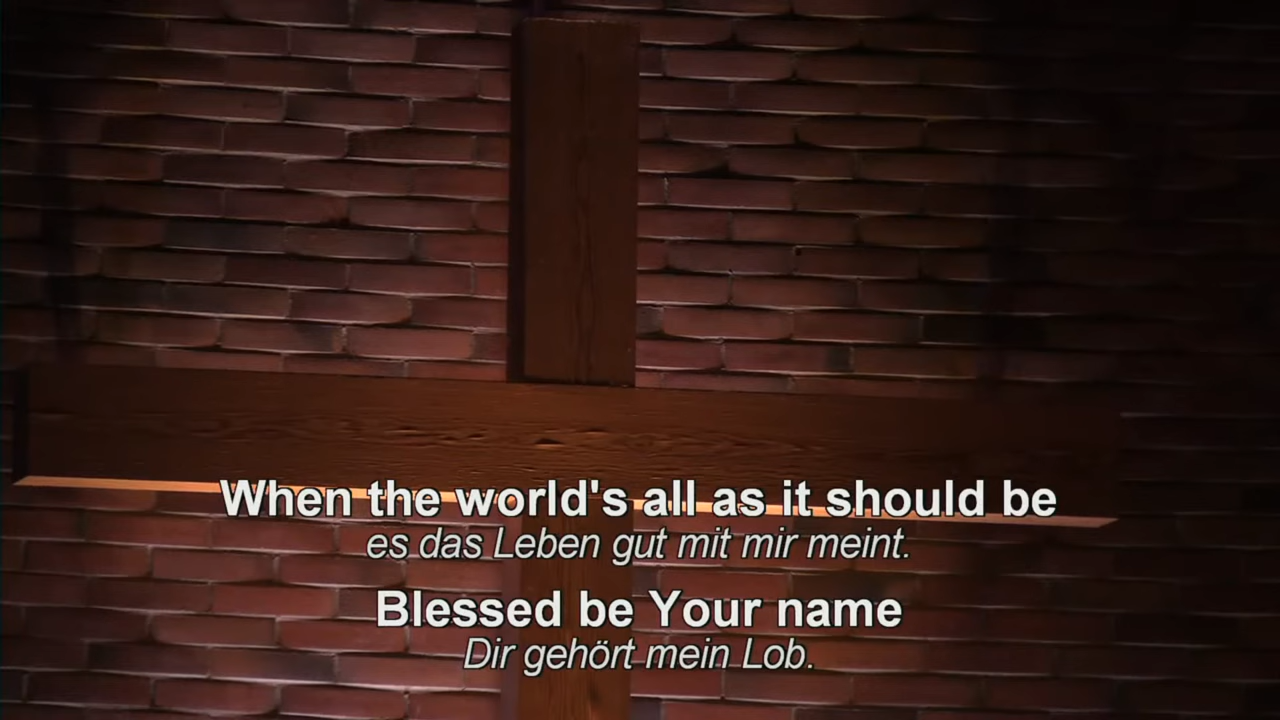 When the world's all as it should be
es das Leben gut mit mir meint.
Blessed be Your name
Dir gehört mein Lob.